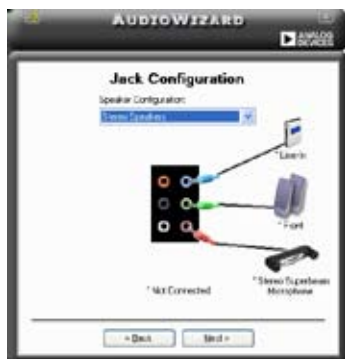 AUDIOWIZARD
ANALOG
DEVICES
Jack Configuration
Speaker Configuration:
Stereo Speakers
* Line-In
* Front
* Not Connected
* Stereo Superbeam
Microphone
< Back
Next >